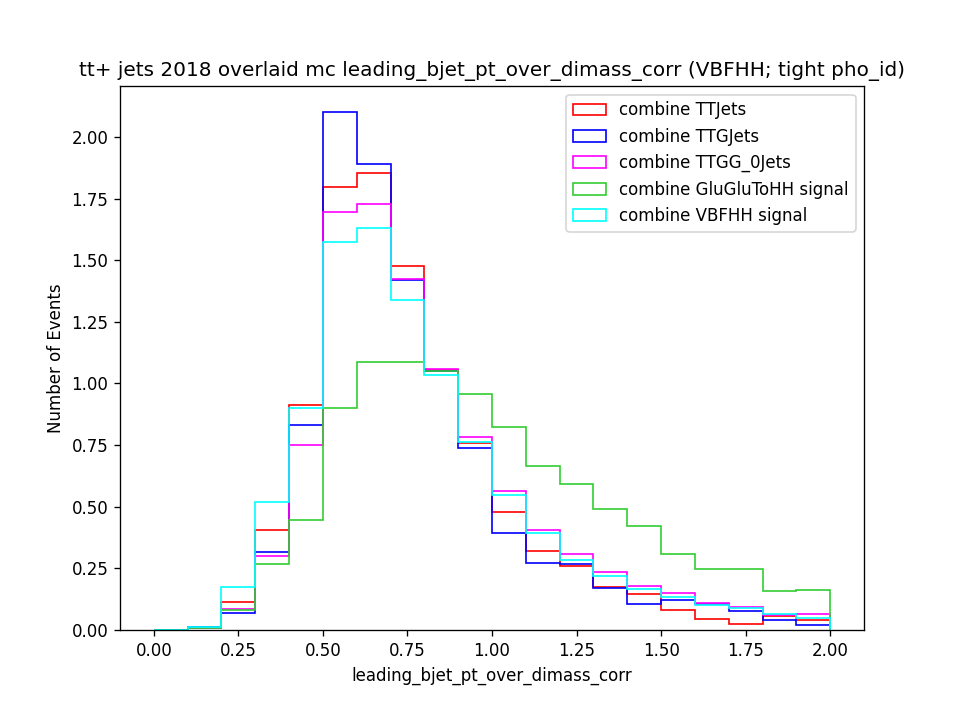 tt+ jets 2018 overlaid mc leading_bjet_pt_over_dimass_corr (VBFHH; tight pho_id)
combine TTJets
combine TTGJets
combine TTGG_0Jets
combine GluGluToHH signal
combine VBFHH signal
Number of Events
2.00
1.75
1.50
1.25
1.00
0.75
0.50
0.25
0.00
0.00 0.25 0.50 0.75 1.00 1.25 1.50 1.75 2.00
leading_bjet_pt_over_dimass_corr